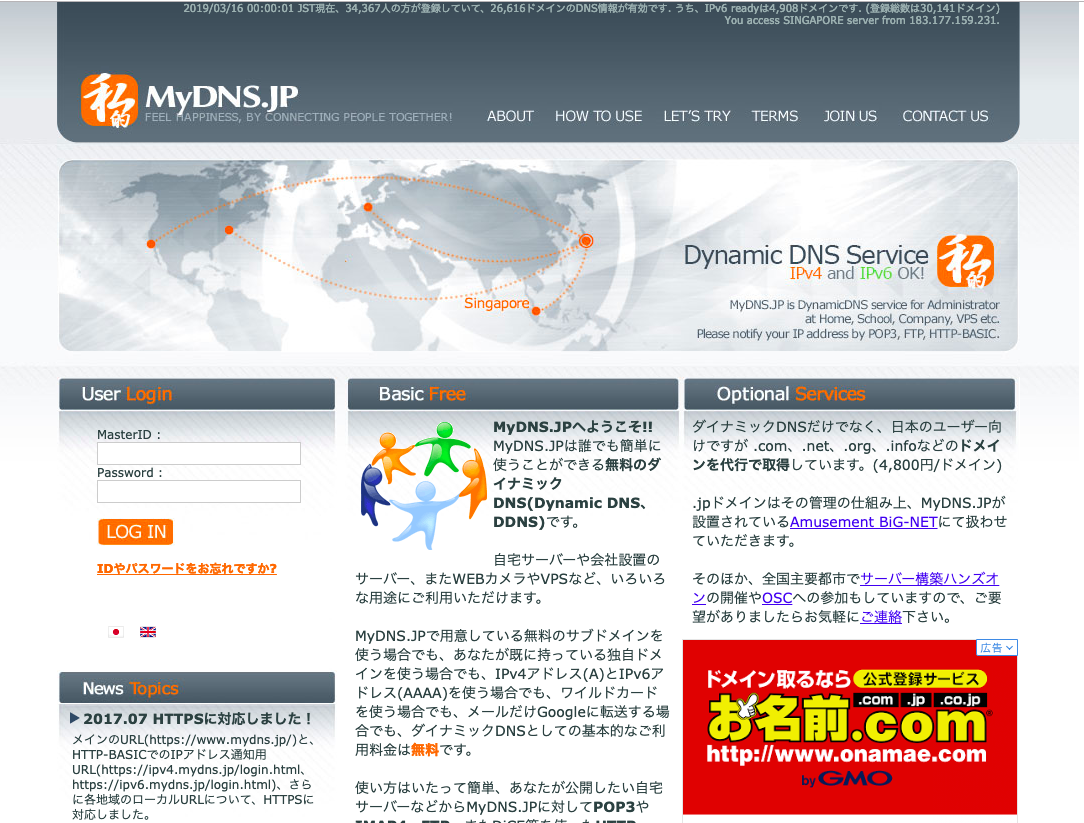 2019/03/16 00:00:01 JST現在、34,367人の方が登録していて、26,616ドメインのDNS情報が有効です. うち、IPv6 readyは4,908ドメインです. (登録総数は30,141ドメイン)
You access SINGAPORE server from 183.177.159.231.
私的
MyDNS.JP
FEEL HAPPINESS, BY CONNECTING PEOPLE TOGETHER!
ABOUT HOW TO USE LET'S TRY TERMS JOIN US CONTACT US
Singapore
Dynamic DNS Service
IPv4 and IPv6 OK!
私的
MyDNS.JP is DynamicDNS service for Administrator
at Home, School, Company, VPS etc.
Please notify your IP address by POP3, FTP, HTTP-BASIC.
User Login
MasterID :
Password :
LOG IN
IDやパスワードをお忘れですか?
News Topics
2017.07 HTTPSに対応しました！
メインのURL(https://www.mydns.jp/)と、
HTTP-BASICでのIPアドレス通知用
URL(https://ipv4.mydns.jp/login.html、
https://ipv6.mydns.jp/login.html)、さら
に各地域のローカルURLについて、HTTPSに
対応しました。
Basic Free
MyDNS.JPへようこそ!!
MyDNS.JPは誰でも簡単に
使うことができる無料のダ
イナミック
DNS(Dynamic DNS、
DDNS)です。
自宅サーバーや会社設置の
サーバー、またWEBカメラやVPSなど、いろいろ
な用途にご利用いただけます。
MyDNS.JPで用意している無料のサブドメインを
使う場合でも、あなたが既に持っている独自ドメ
インを使う場合でも、IPv4アドレス(A)とIPv6ア
ドレス(AAAA)を使う場合でも、ワイルドカード
を使う場合でも、メールだけGoogleに転送する場
合でも、ダイナミックDNSとしての基本的なご利
用料金は無料です。
使い方はいたって簡単、あなたが公開したい自宅
サーバーなどからMyDNS.JPに対してPOP3や
Optional Services
ダイナミックDNSだけでなく、日本のユーザー向
けですが .com、.net、.org、.infoなどのドメイ
ンを代行で取得しています。(4,800円/ドメイン)
.jpドメインはその管理の仕組み上、MyDNS.JPが
設置されているAmusement BiG-NETにて扱わせ
ていただきます。
そのほか、全国主要都市でサーバー構築ハンズオ
ンの開催やOSCへの参加もしていますので、ご要
望がありましたらお気軽にご連絡下さい。
広告
ドメイン取るなら 公式登録サービス
.com .jp .co.jp
お名前.com
http://www.onamae.com
by GMO